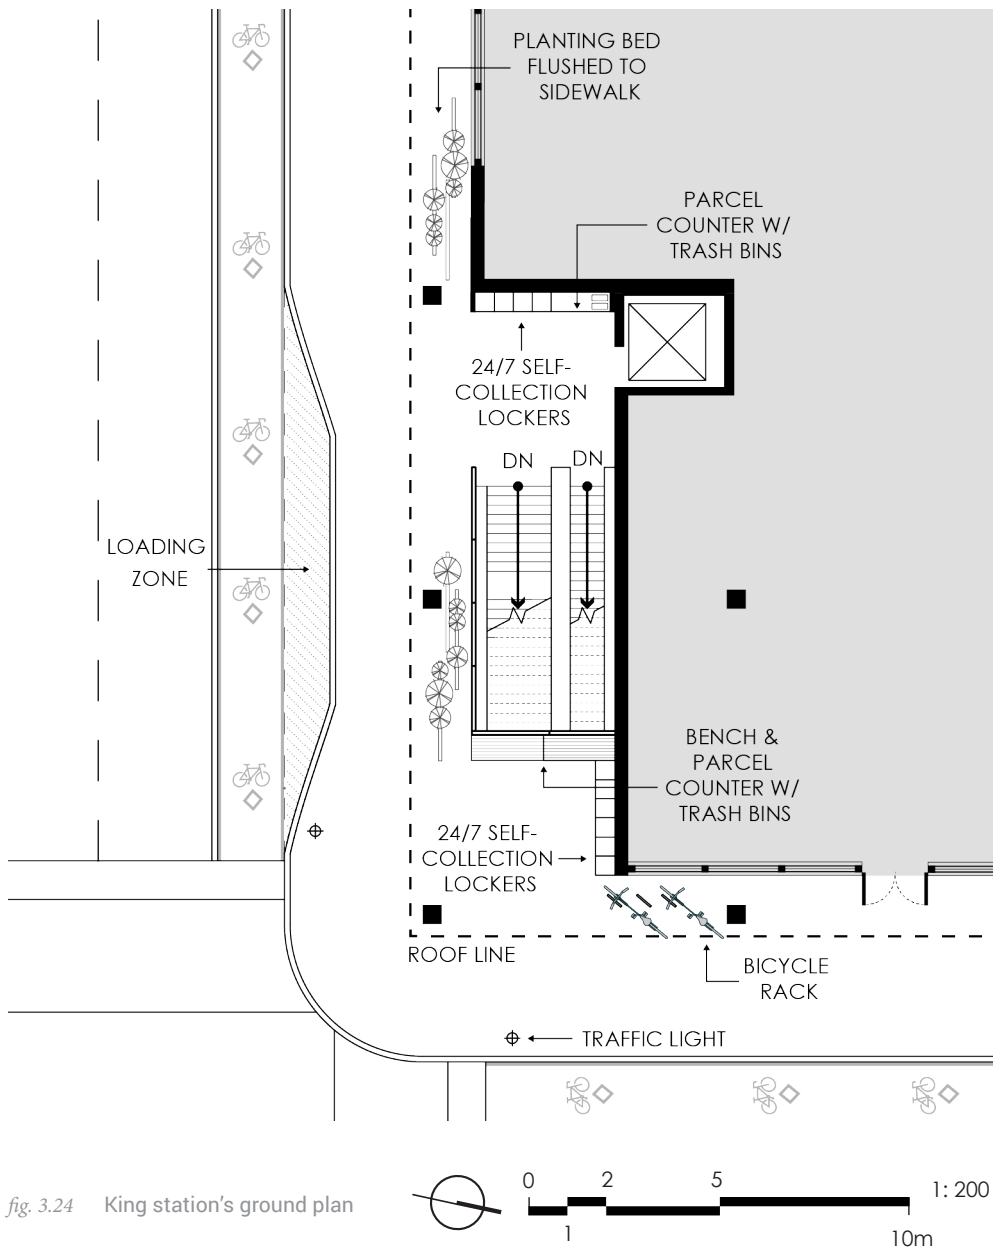 PLANTING BED
FLUSHED TO
SIDEWALK
PARCEL
COUNTER W/
TRASH BINS
24/7 SELF-
COLLECTION
LOCKERS
DN
DN
LOADING
ZONE
BENCH &
PARCEL
COUNTER W/
TRASH BINS
24/7 SELF-
COLLECTION
LOCKERS
ROOF LINE
BICYCLE
RACK
TRAFFIC LIGHT
fig. 3.24 King station's ground plan
0 2 5
1 10m
1: 200